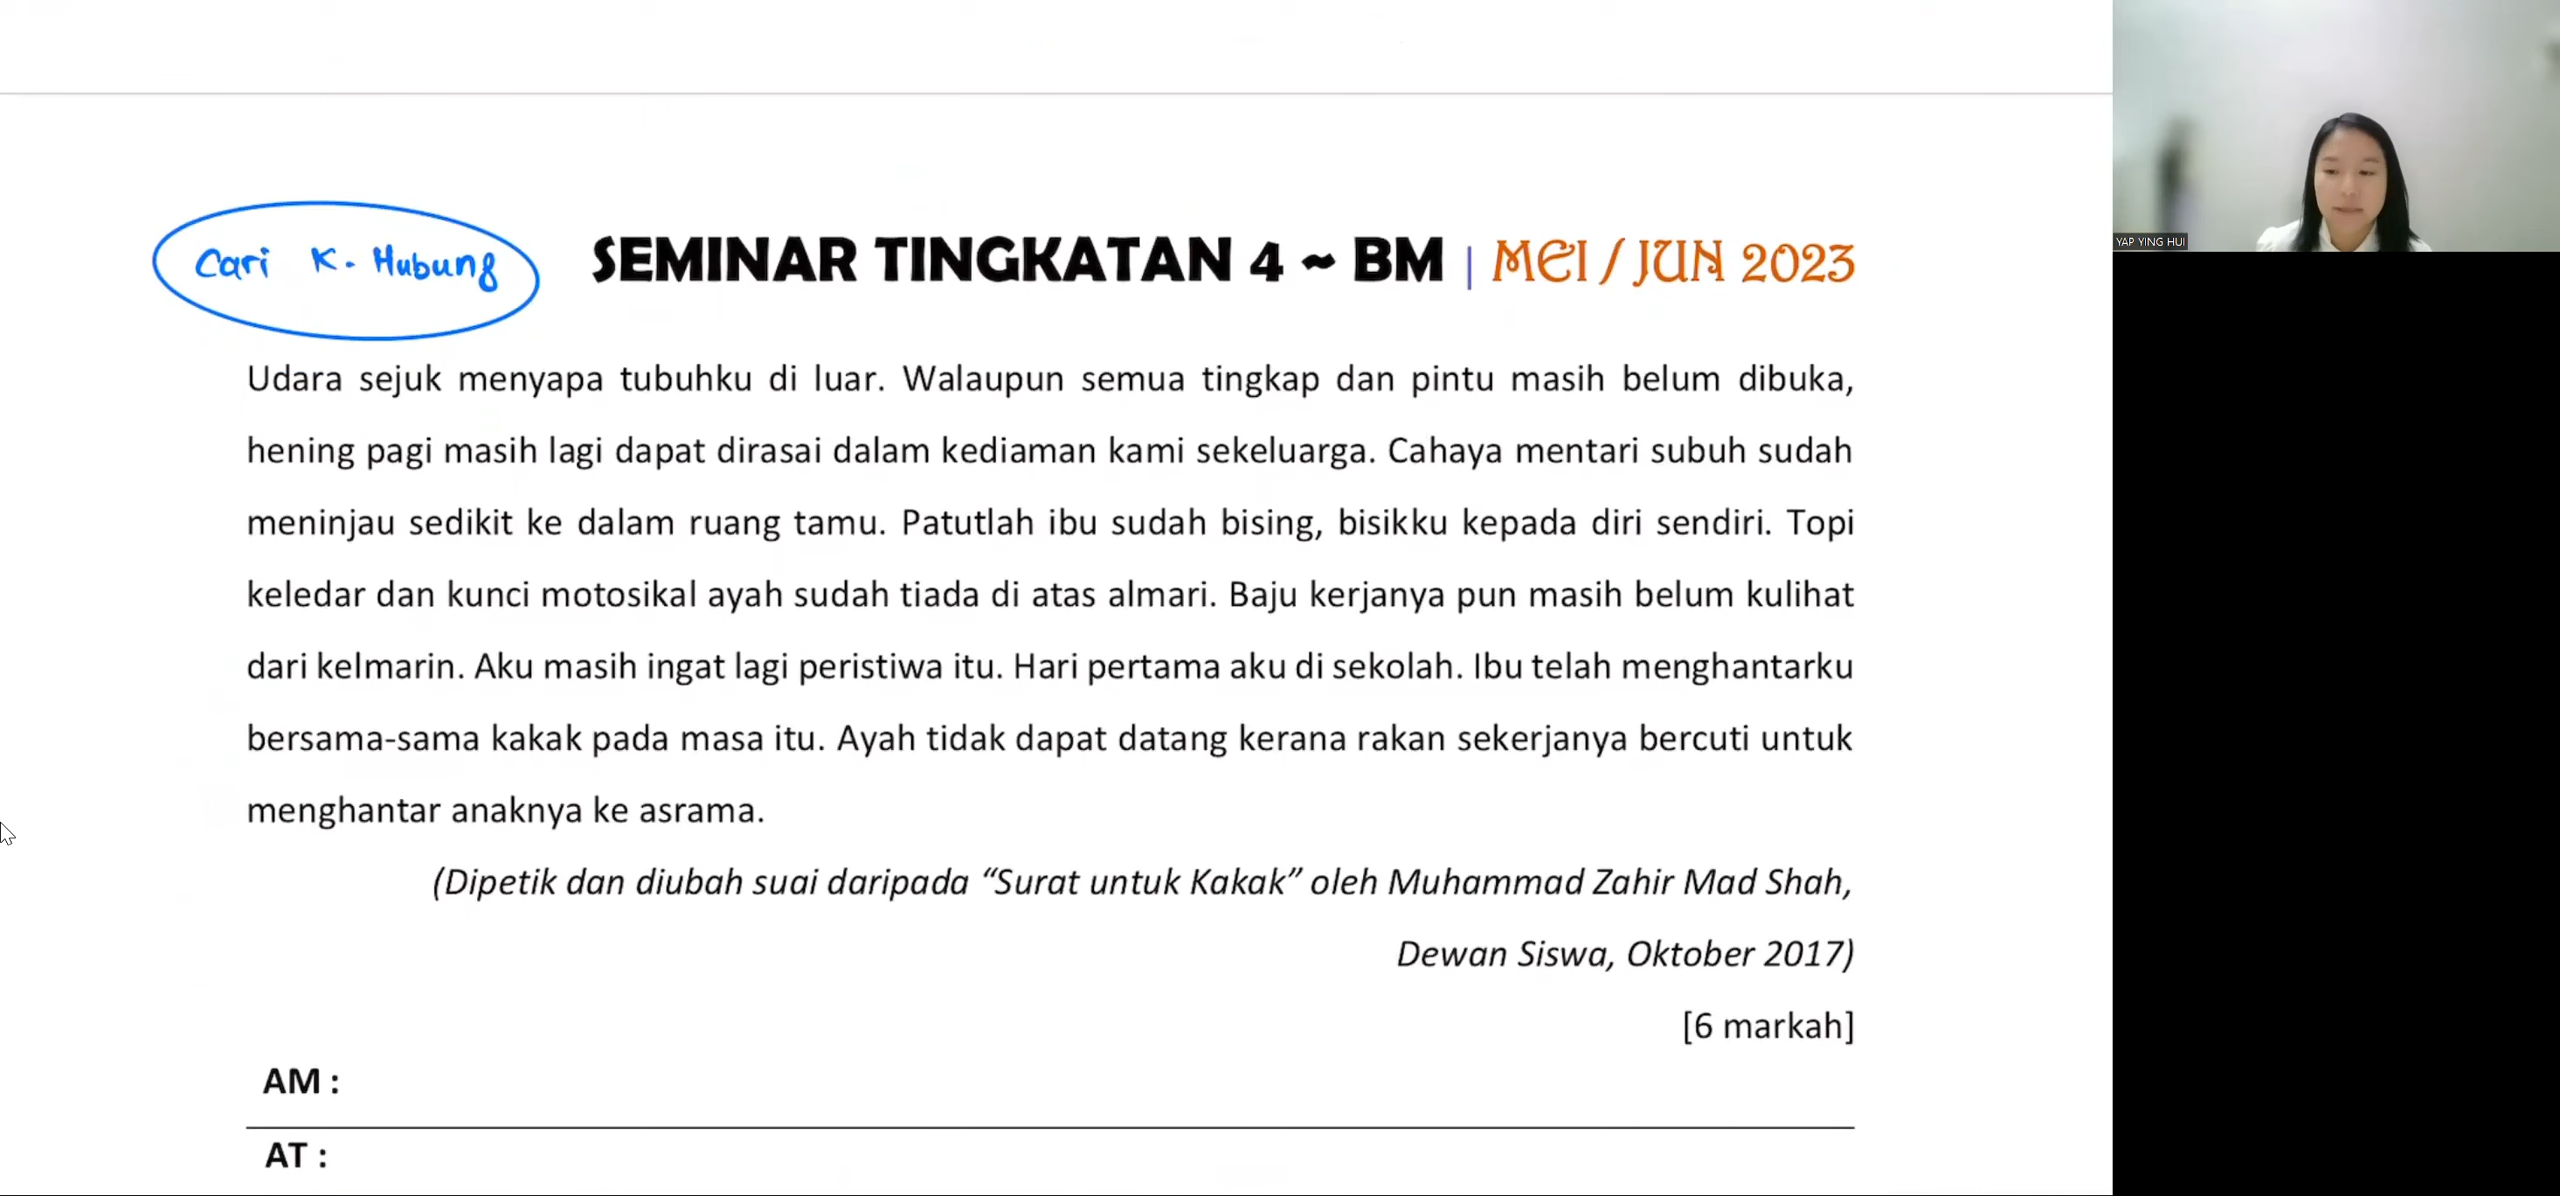 Cari K. Hubung
SEMINAR TINGKATAN 4 ~ BM | MEI / JUN 2023
YAP YING HUI
Udara sejuk menyapa tubuhku di luar. Walaupun semua tingkap dan pintu masih belum dibuka,
hening pagi masih lagi dapat dirasai dalam kediaman kami sekeluarga. Cahaya mentari subuh sudah
meninjau sedikit ke dalam ruang tamu. Patutlah ibu sudah bising, bisikku kepada diri sendiri. Topi
keledar dan kunci motosikal ayah sudah tiada di atas almari. Baju kerjanya pun masih belum kulihat
dari kelmarin. Aku masih ingat lagi peristiwa itu. Hari pertama aku di sekolah. Ibu telah menghantarku
bersama-sama kakak pada masa itu. Ayah tidak dapat datang kerana rakan sekerjanya bercuti untuk
menghantar anaknya ke asrama.
(Dipetik dan diubah suai daripada “Surat untuk Kakak” oleh Muhammad Zahir Mad Shah,
Dewan Siswa, Oktober 2017)
[6 markah]
AM :
AT :